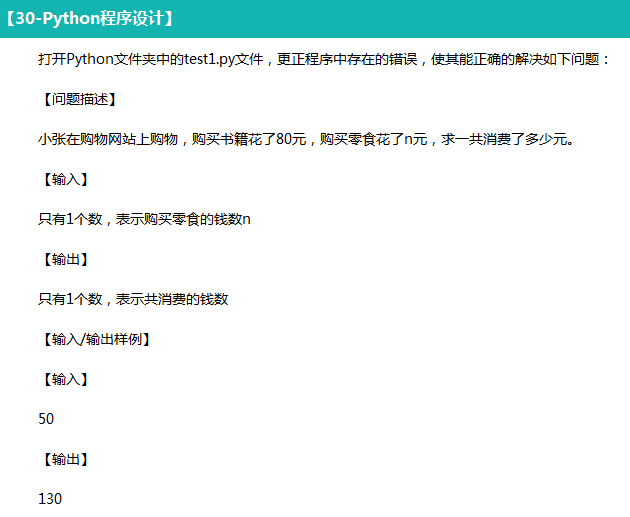 【30-Python程序设计】
打开Python文件夹中的test1.py文件，更正程序中存在的错误，使其能正确的解决如下问题：
【问题描述】
小张在购物网站上购物，购买书籍花了80元，购买零食花了n元，求一共消费了多少元。
【输入】
只有1个数，表示购买零食的钱数n
【输出】
只有1个数，表示共消费的钱数
【输入/输出样例】
【输入】
50
【输出】
130